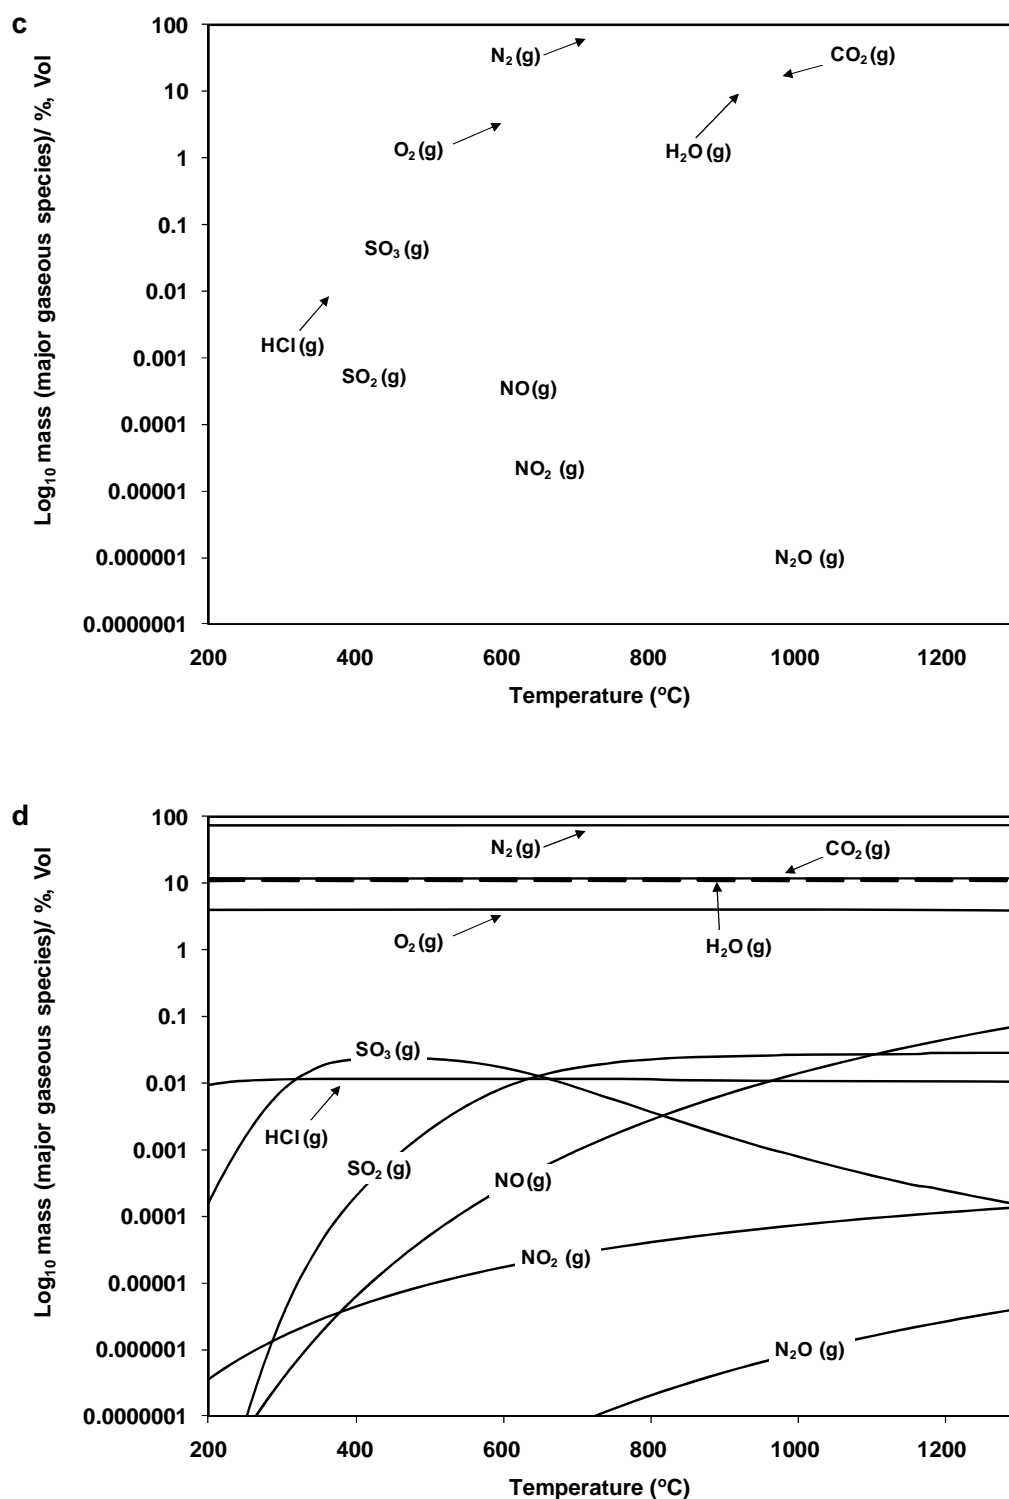 c
Log₁₀ mass (major gaseous species)/ %, Vol
100
10
1
0.1
0.01
0.001
0.0001
0.00001
0.000001
0.0000001
N₂ (g)
CO₂ (g)
O₂ (g)
H₂O (g)
SO₃ (g)
HCl (g)
SO₂ (g)
NO (g)
NO₂ (g)
N₂O (g)
200 400 600 800 1000 1200
Temperature (ºC)
d
Log₁₀ mass (major gaseous species)/ %, Vol
100
10
1
0.1
0.01
0.001
0.0001
0.00001
0.000001
0.0000001
N₂ (g)
CO₂ (g)
O₂ (g)
H₂O (g)
SO₃ (g)
HCl (g)
SO₂ (g)
NO (g)
NO₂ (g)
N₂O (g)
200 400 600 800 1000 1200
Temperature (ºC)